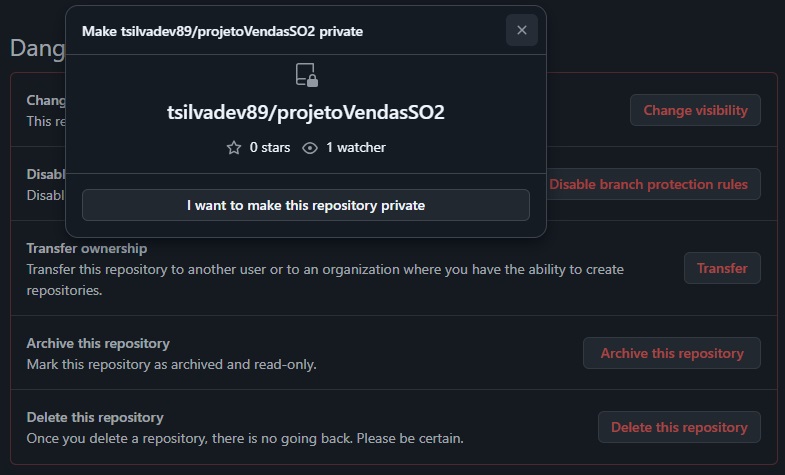 Make tsilvadev89/projetoVendasSO2 private
tsilvadev89/projetoVendasSO2
0 stars 1 watcher
I want to make this repository private
Dang
Chang
This re
Change visibility
Disabl
Disabl
Disable branch protection rules
Transfer ownership
Transfer this repository to another user or to an organization where you have the ability to create
repositories.
Transfer
Archive this repository
Mark this repository as archived and read-only.
Archive this repository
Delete this repository
Once you delete a repository, there is no going back. Please be certain.
Delete this repository